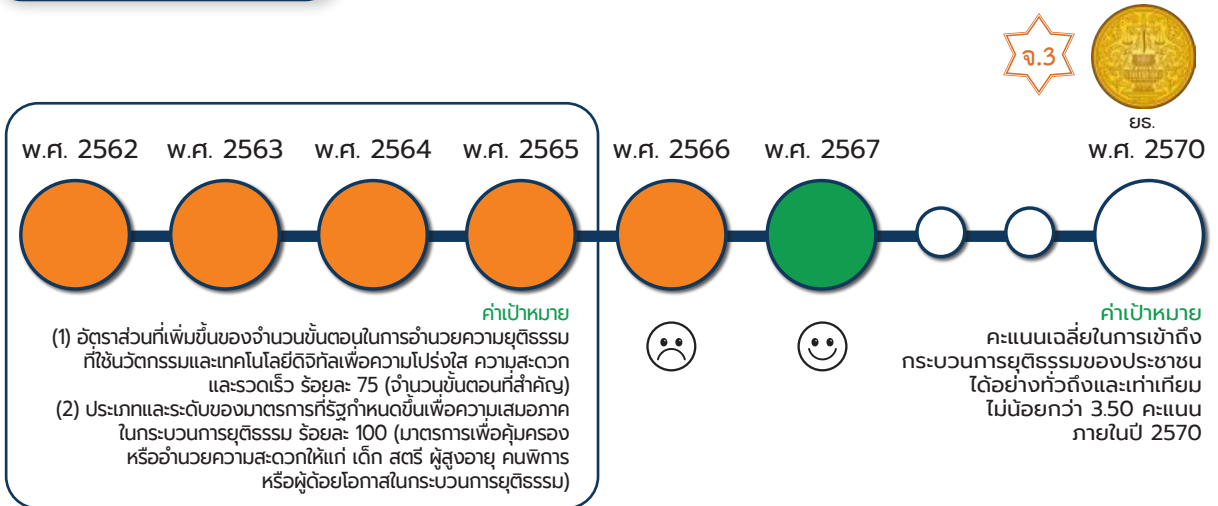 จ.3
ยธ.
พ.ศ. 2562 พ.ศ. 2563 พ.ศ. 2564 พ.ศ. 2565 พ.ศ. 2566 พ.ศ. 2567 พ.ศ. 2570
ค่าเป้าหมาย
(1) อัตราส่วนที่เพิ่มขึ้นของจำนวนขั้นตอนในการอำนวยความยุติธรรม
ที่ใช้นวัตกรรมและเทคโนโลยีดิจิทัลเพื่อความโปร่งใส ความสะดวก
และรวดเร็ว ร้อยละ 75 (จำนวนขั้นตอนที่สำคัญ)
(2) ประเภทและระดับของมาตรการที่รัฐกำหนดขึ้นเพื่อความเสมอภาค
ในกระบวนการยุติธรรม ร้อยละ 100 (มาตรการเพื่อคุ้มครอง
หรืออำนวยความสะดวกให้แก่ เด็ก สตรี ผู้สูงอายุ คนพิการ
หรือผู้ด้อยโอกาสในกระบวนการยุติธรรม)
ค่าเป้าหมาย
คะแนนเฉลี่ยในการเข้าถึง
กระบวนการยุติธรรมของประชาชน
ได้อย่างทั่วถึงและเท่าเทียม
ไม่น้อยกว่า 3.50 คะแนน
ภายในปี 2570